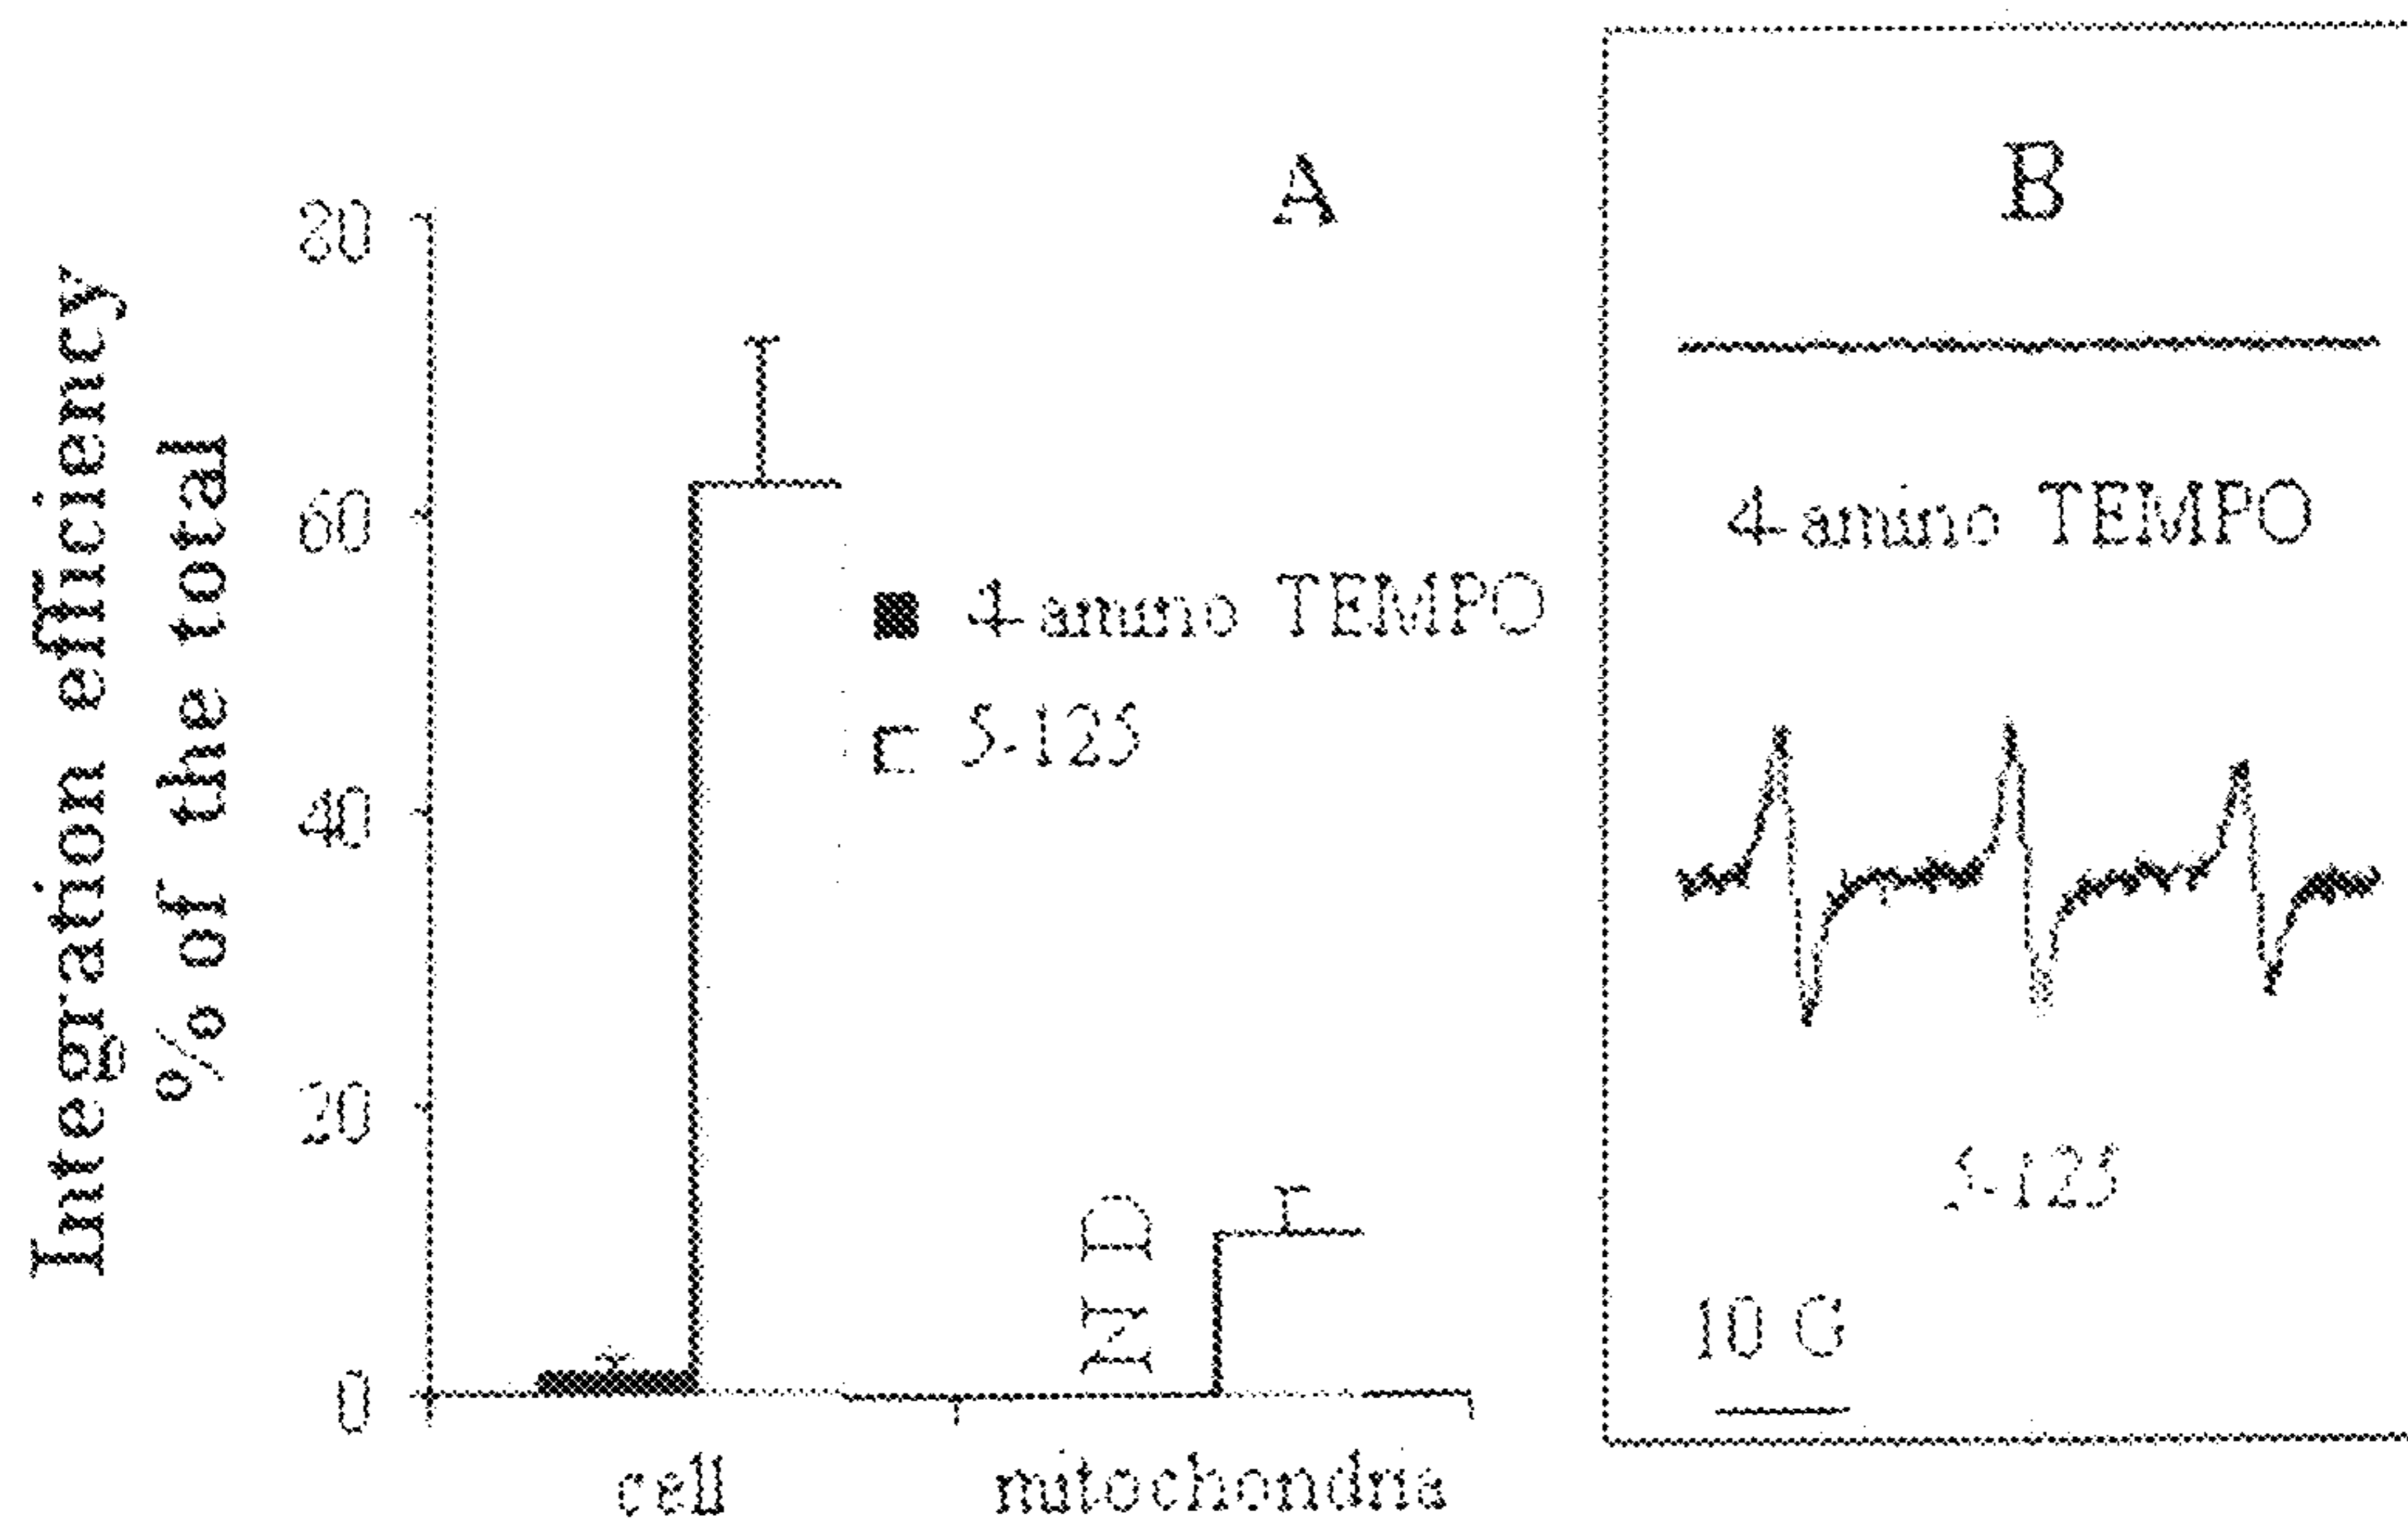 Integration efficiency
% of the total
80
60
40
20
0
A
4-amino TEMPO
5-125
N D
cell
mitochondria
B
4-amino TEMPO
5-125
10 G